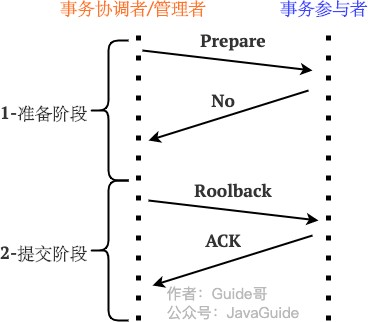 事务协调者/管理者
事务参与者
Prepare
No
1-准备阶段
Roolback
ACK
2-提交阶段
作者：Guide哥
公众号：JavaGuide